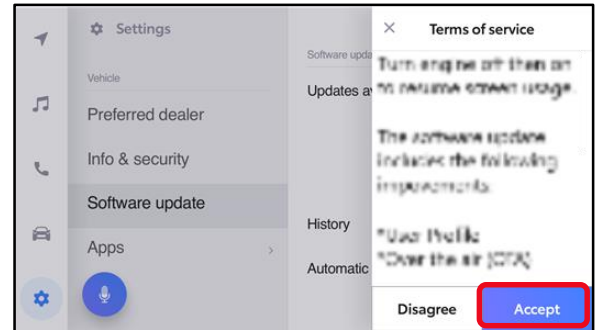 Settings
Vehicle
Preferred dealer
Info & security
Software update
Apps
Software upda
Updates av
History
Automatic
Terms of service
Turn engine off then on
to resume screen usage.
The software update
includes the following
improvements:
*User Profile
*Over the air (OTA)
Disagree
Accept